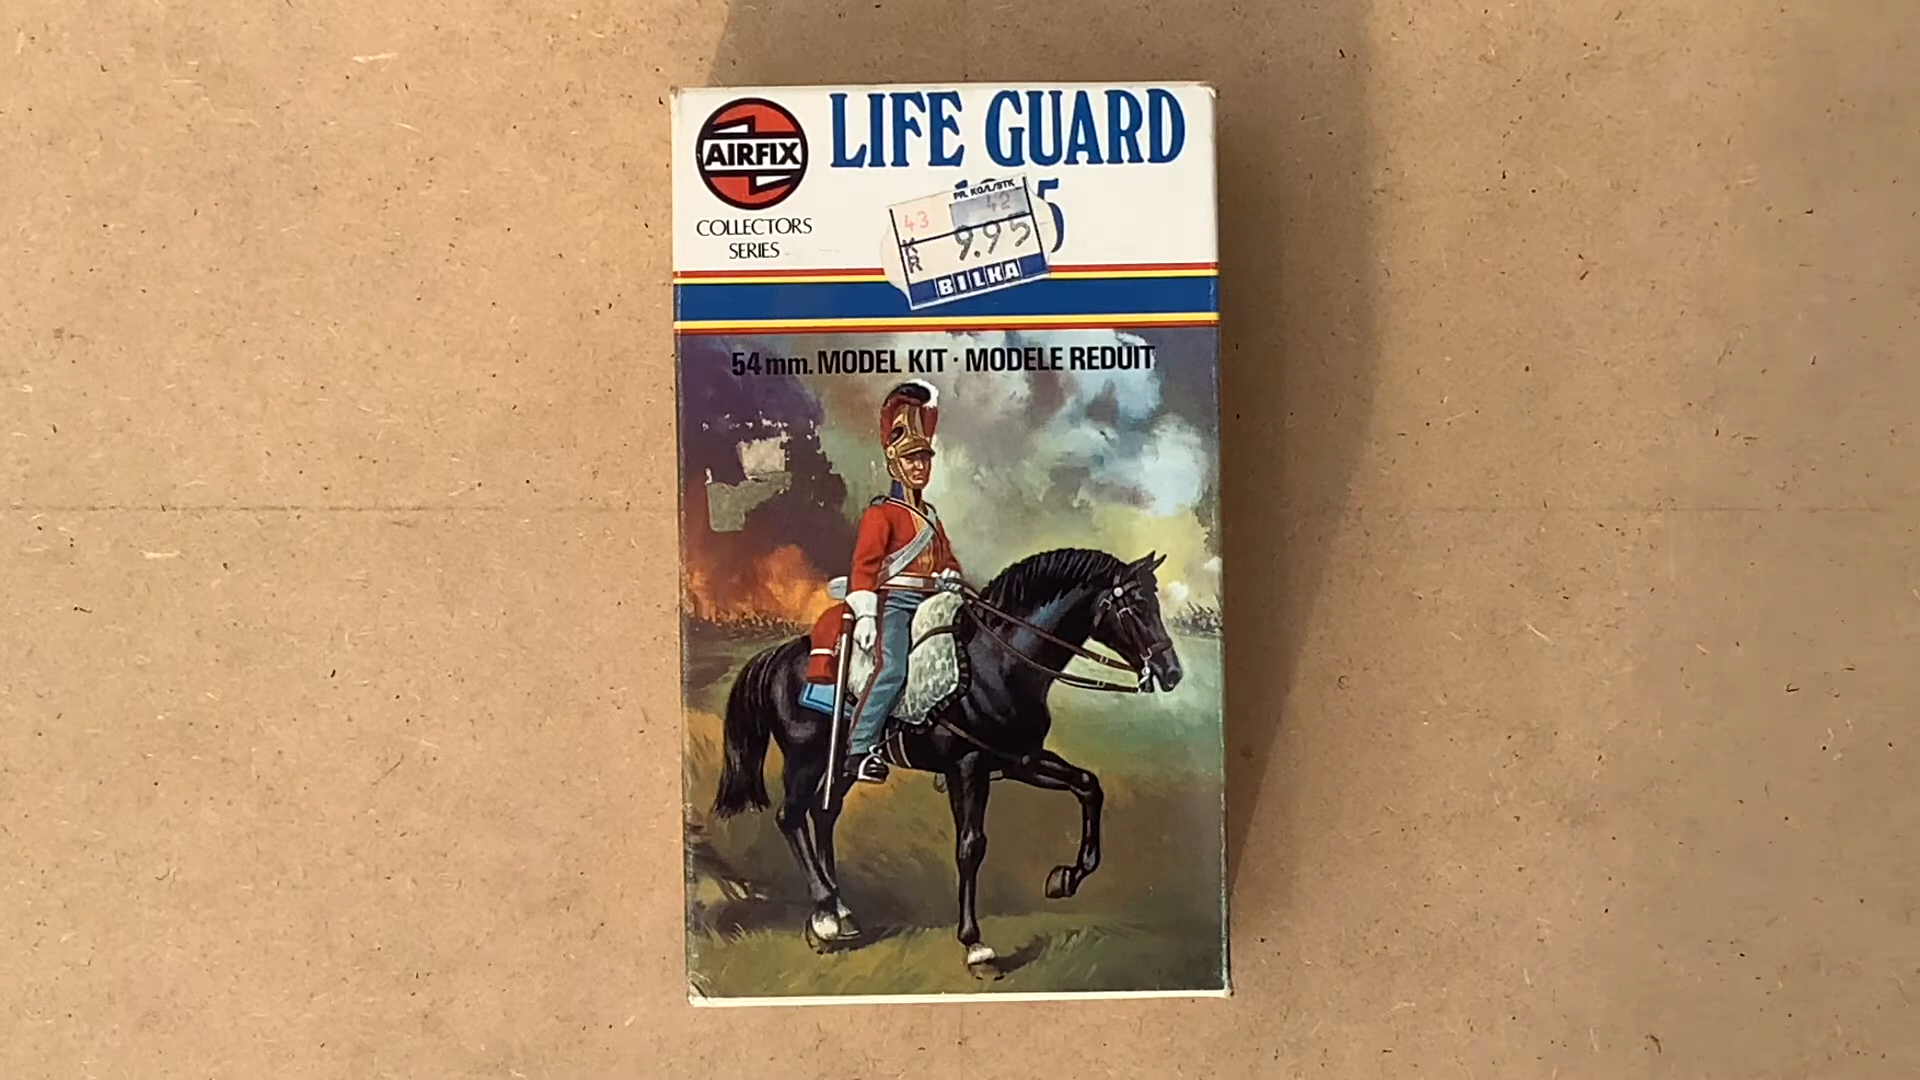 AIRFIX
COLLECTORS
SERIES
LIFE GUARD
PR. KG/L/STK
43 42
KR 9.95
BILKA
54 mm. MODEL KIT · MODELE REDUIT